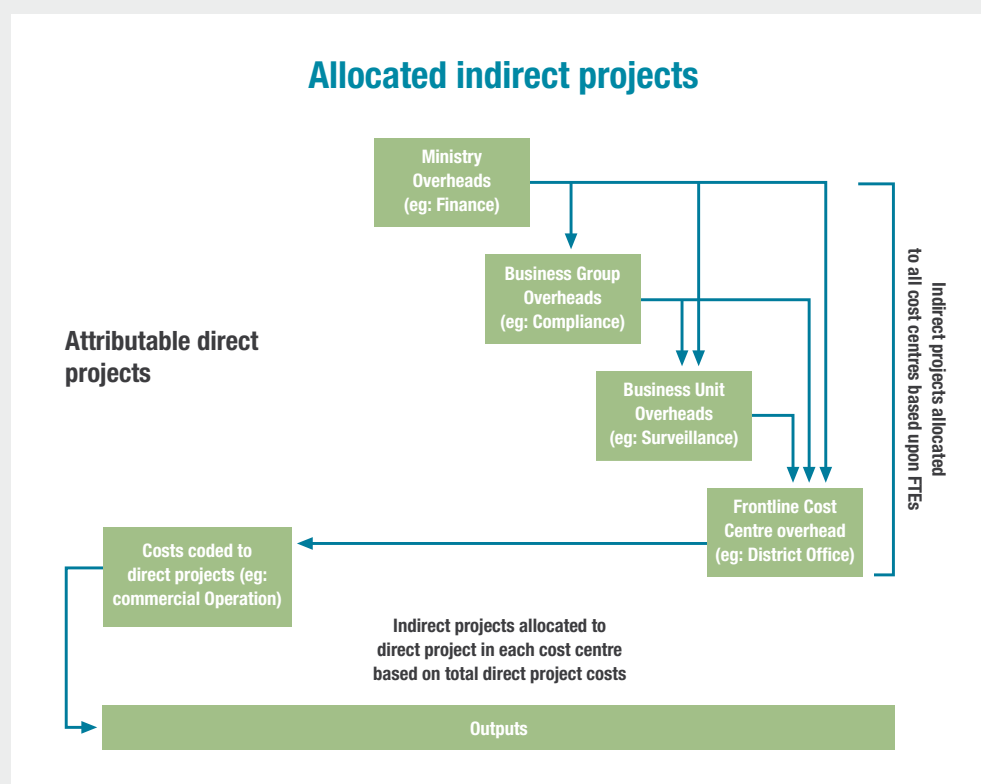 Allocated indirect projects
Ministry
Overheads
(eg: Finance)
Business Group
Overheads
(eg: Compliance)
Attributable direct
projects
Business Unit
Overheads
(eg: Surveillance)
Indirect projects allocated
to all cost centres based upon FTEs
Frontline Cost
Centre overhead
(eg: District Office)
Costs coded to
direct projects (eg:
commercial Operation)
Indirect projects allocated to
direct project in each cost centre
based on total direct project costs
Outputs